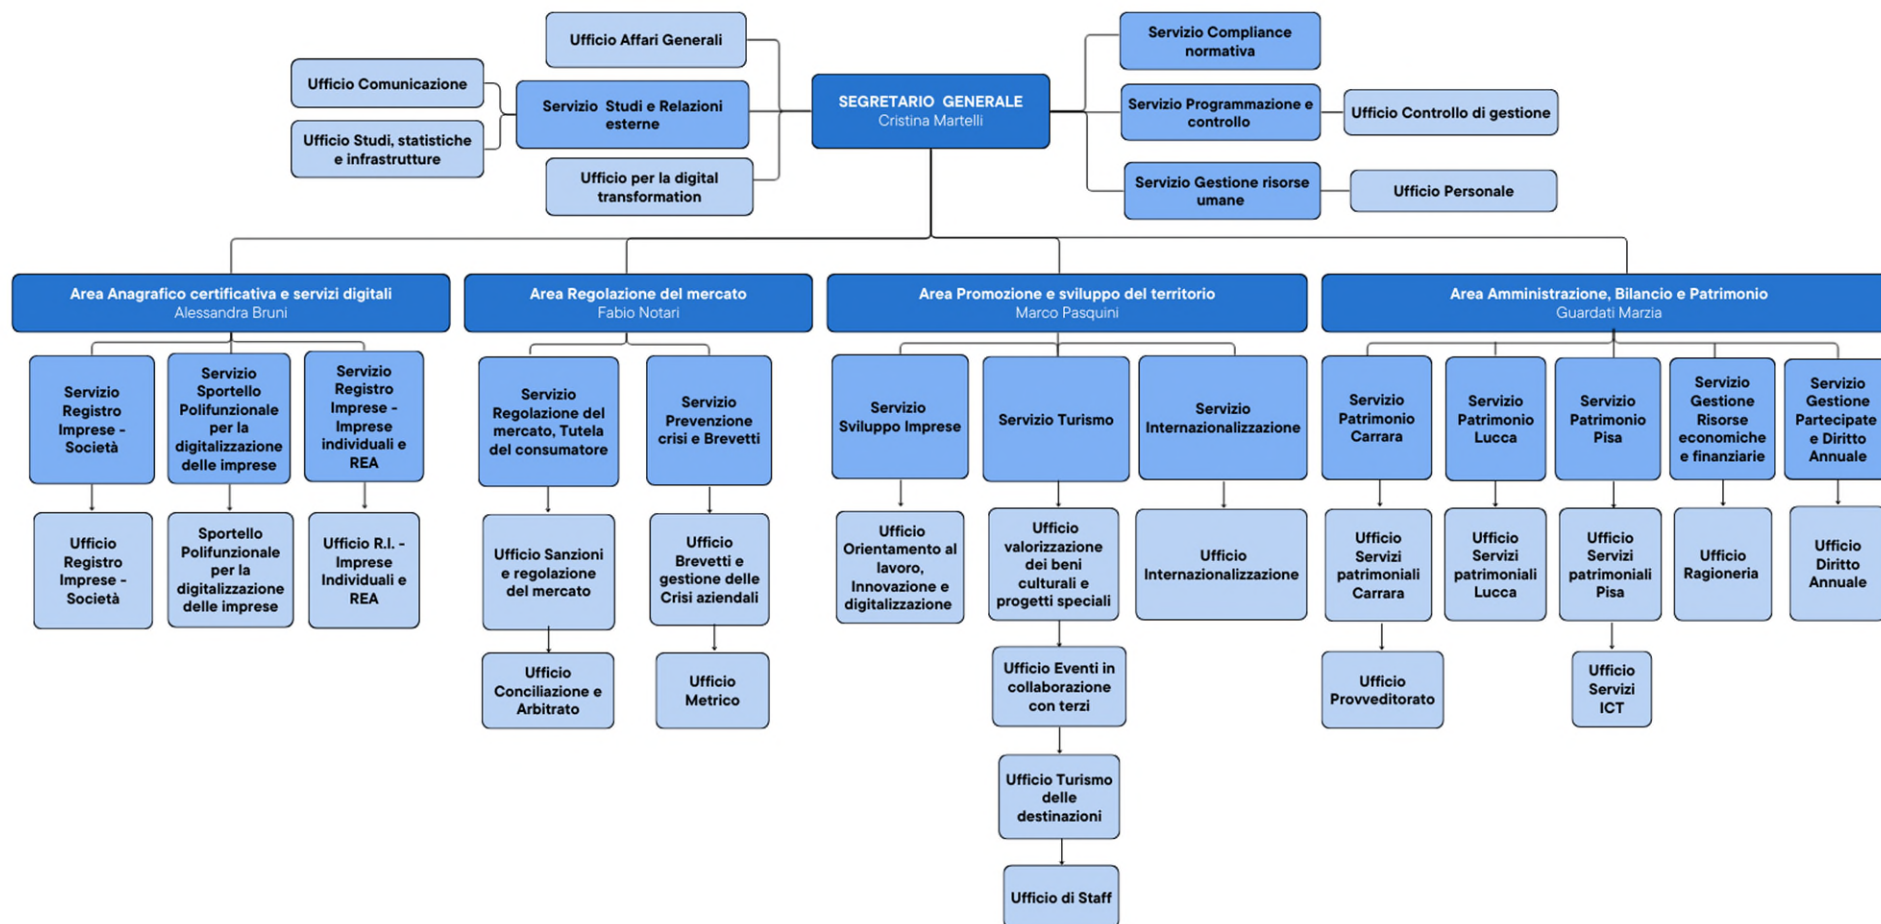 Ufficio Affari Generali
Ufficio Comunicazione
Servizio Studi e Relazioni
esterne
Ufficio Studi, statistiche
e infrastrutture
Ufficio per la digital
transformation
SEGRETARIO GENERALE
Cristina Martelli
Servizio Compliance
normativa
Servizio Programmazione e
controllo
Ufficio Controllo di gestione
Servizio Gestione risorse
umane
Ufficio Personale
Area Anagrafico certificativa e servizi digitali
Alessandra Bruni
Area Regolazione del mercato
Fabio Notari
Area Promozione e sviluppo del territorio
Marco Pasquini
Area Amministrazione, Bilancio e Patrimonio
Guardati Marzia
Servizio
Registro
Imprese -
Società
Servizio
Sportello
Polifunzionale
per la
digitalizzazione
delle imprese
Servizio
Registro
Imprese -
Imprese
individuali e
REA
Servizio
Regolazione del
mercato, Tutela
del consumatore
Servizio
Prevenzione
crisi e Brevetti
Servizio
Sviluppo Imprese
Servizio Turismo
Servizio
Internazionalizzazione
Servizio
Patrimonio
Carrara
Servizio
Patrimonio
Lucca
Servizio
Patrimonio
Pisa
Servizio
Gestione
Risorse
economiche
e finanziarie
Servizio
Gestione
Partecipate
e Diritto
Annuale
Ufficio
Registro
Imprese -
Società
Sportello
Polifunzionale
per la
digitalizzazione
delle imprese
Ufficio R.I. -
Imprese
Individuali e
REA
Ufficio Sanzioni
e regolazione
del mercato
Ufficio
Brevetti e
gestione delle
Crisi aziendali
Ufficio
Orientamento al
lavoro,
Innovazione e
digitalizzazione
Ufficio
valorizzazione
dei beni
culturali e
progetti speciali
Ufficio
Internazionalizzazione
Ufficio
Servizi
patrimoniali
Carrara
Ufficio
Servizi
patrimoniali
Lucca
Ufficio
Servizi
patrimoniali
Pisa
Ufficio
Ragioneria
Ufficio
Diritto
Annuale
Ufficio
Conciliazione e
Arbitrato
Ufficio
Metrico
Ufficio Eventi in
collaborazione
con terzi
Ufficio
Provveditorato
Ufficio
Servizi
ICT
Ufficio Turismo
delle
destinazioni
Ufficio di Staff